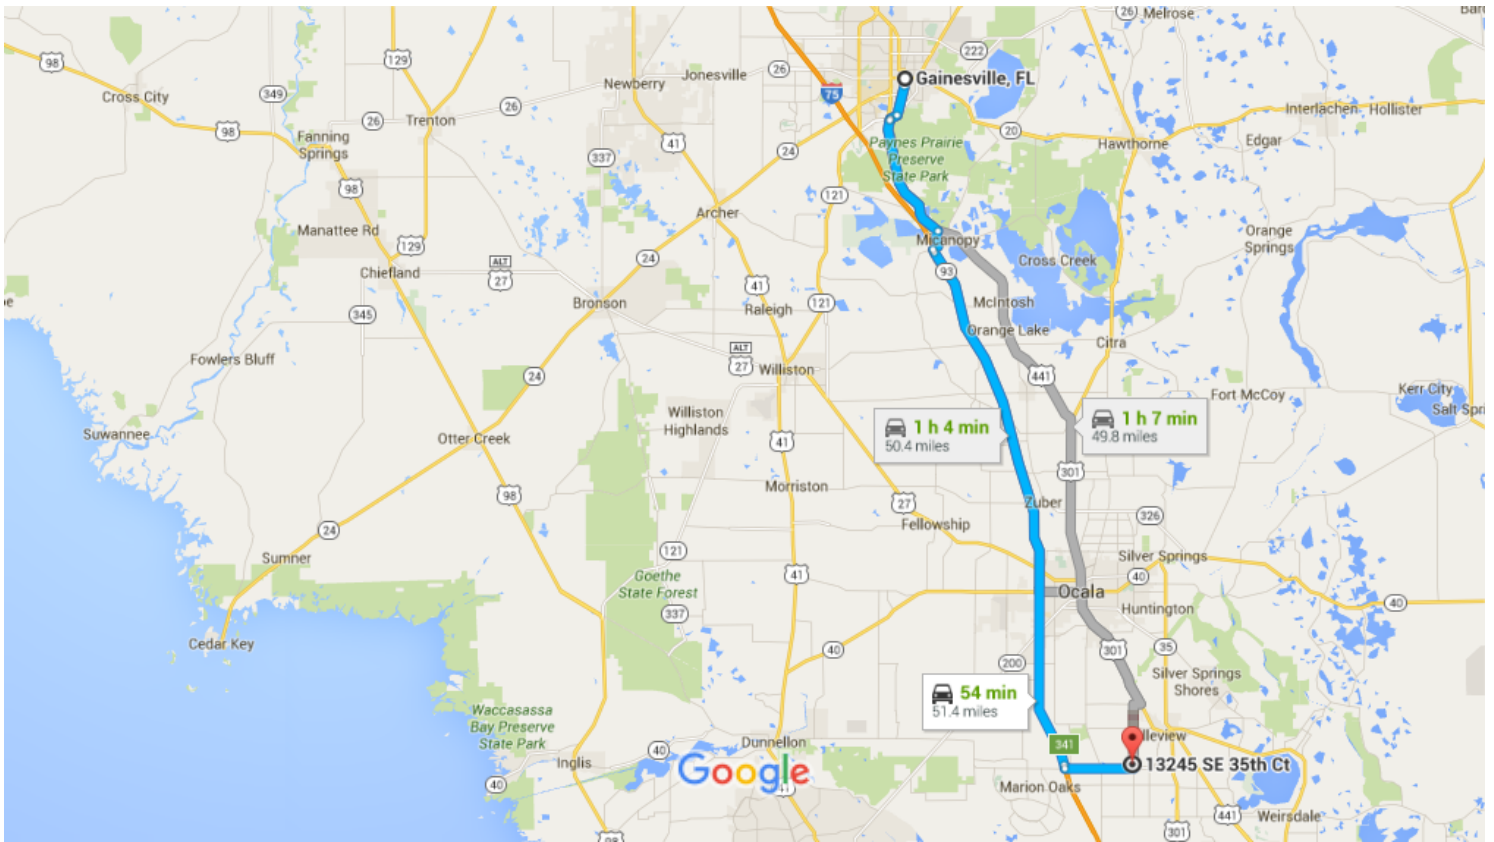 26
Melrose
98
129
222
Newberry
Jonesville
26
Gainesville, FL
75
Cross City
349
Interlachen
Hollister
26
Trenton
26
20
98
Fanning
Springs
41
24
Paynes Prairie
Preserve
State Park
Hawthorne
Edgar
337
98
121
Archer
Manattee Rd
129
Micanopy
Orange
Springs
Cross Creek
24
Chiefland
ALT
27
93
41
Bronson
121
McIntosh
Raleigh
345
Orange Lake
Citra
Fowlers Bluff
ALT
27
Williston
24
441
Kerr City
Fort McCoy
Williston
Highlands
1 h 4 min
50.4 miles
1 h 7 min
49.8 miles
Suwannee
Otter Creek
41
301
Morriston
98
27
Zuber
326
Fellowship
24
121
Silver Springs
Sumner
Goethe
State Forest
41
40
Ocala
40
337
Huntington
Cedar Key
40
301
35
200
Silver Springs
Shores
54 min
51.4 miles
Waccasassa
Bay Preserve
State Park
Dunnellon
341
lleview
40
Inglis
Google
13245 SE 35th Ct
40
41
Marion Oaks
441
Weirsdale
301
98